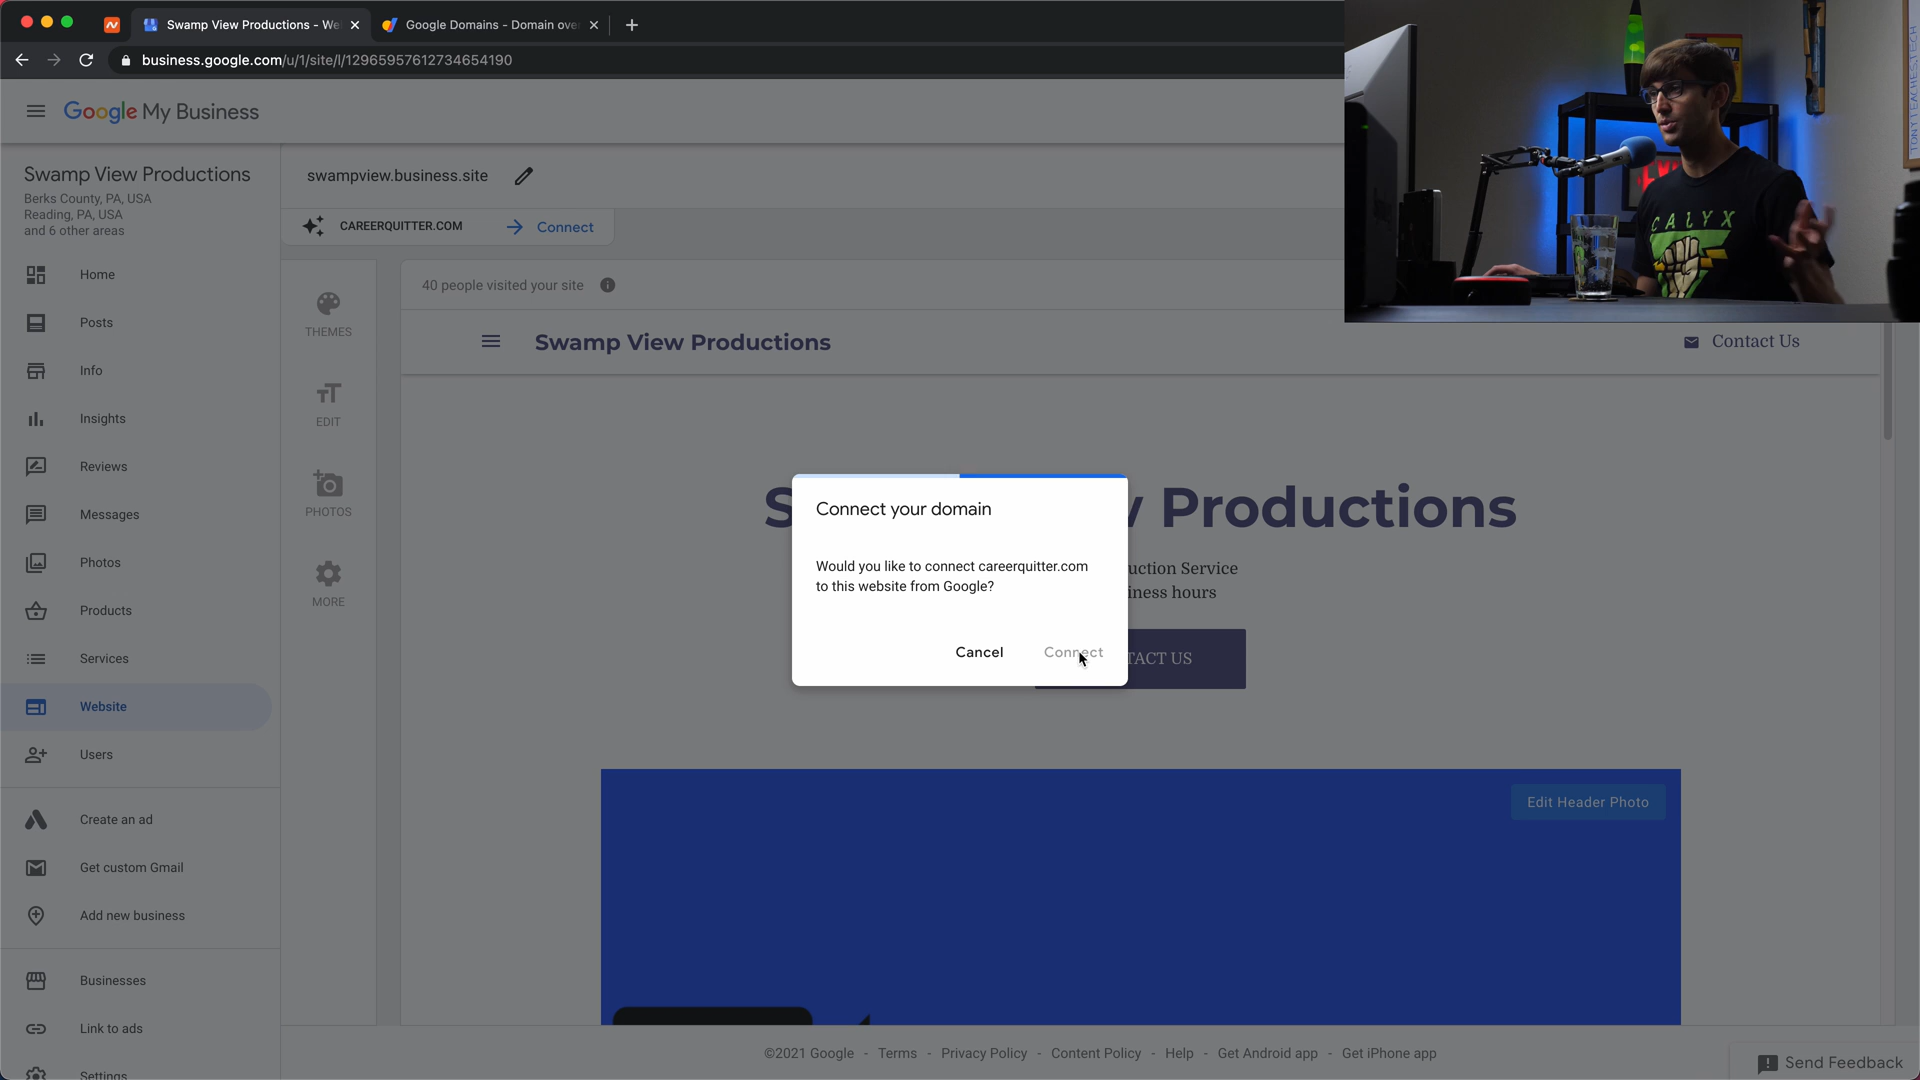 Swamp View Productions - We
Google Domains - Domain ove
business.google.com/u/1/site/l/12965957612734654190
Google My Business
Swamp View Productions
Berks County, PA, USA
Reading, PA, USA
and 6 other areas
Home
Posts
Info
Insights
Reviews
Messages
Photos
Products
Services
Website
Users
Create an ad
Get custom Gmail
Add new business
Businesses
Link to ads
Settings
swampview.business.site
CAREERQUITTER.COM
Connect
THEMES
EDIT
PHOTOS
MORE
40 people visited your site
Swamp View Productions
Contact Us
Productions
uction Service
iness hours
TACT US
Connect your domain
Would you like to connect careerquitter.com
to this website from Google?
Cancel
Connect
Edit Header Photo
©2021 Google - Terms - Privacy Policy - Content Policy - Help - Get Android app - Get iPhone app
Send Feedback
CALYX
TONYTEACHES.TECH